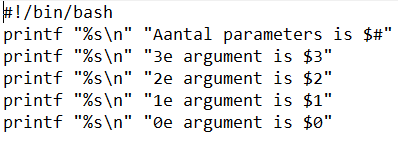 #!/bin/bash
printf "%s\n" "Aantal parameters is $#"
printf "%s\n" "3e argument is $3"
printf "%s\n" "2e argument is $2"
printf "%s\n" "1e argument is $1"
printf "%s\n" "0e argument is $0"